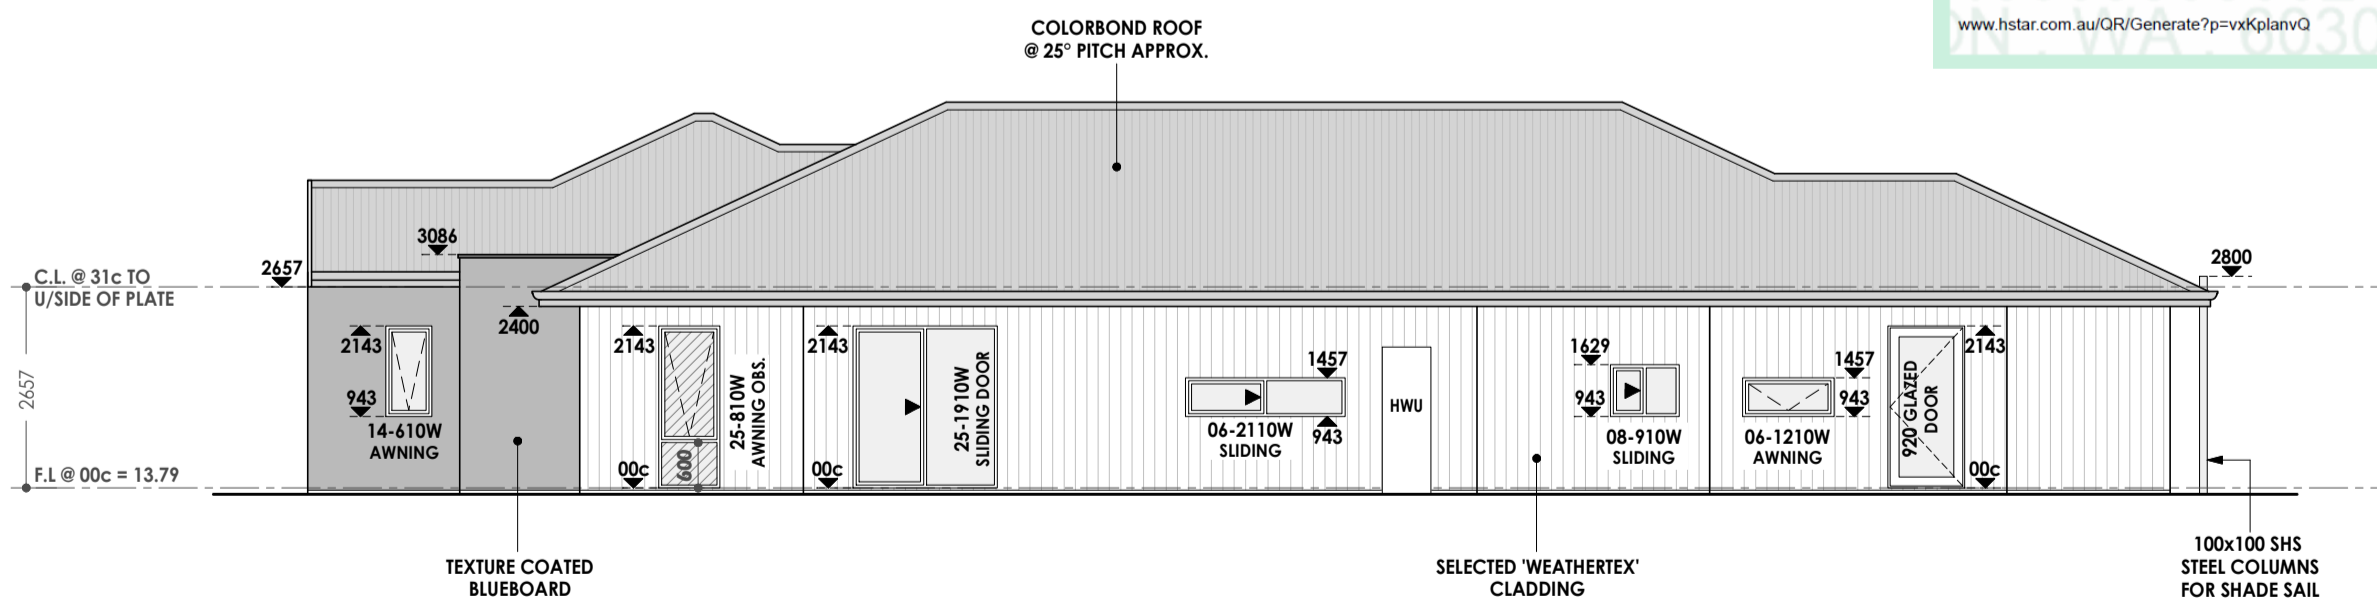 www.hstar.com.au/QR/Generate?p=vxKplanvQ
ON . WA . 6030
COLORBOND ROOF
@ 25° PITCH APPROX.
3086
2657
2800
C.L. @ 31c TO
U/SIDE OF PLATE
2657
F.L @ 00c = 13.79
2400
2143
943
14-610W
AWNING
2143
00c
600
25-810W
AWNING OBS.
2143
00c
25-1910W
SLIDING DOOR
1457
943
06-2110W
SLIDING
HWU
1629
943
08-910W
SLIDING
1457
943
06-1210W
AWNING
920 GLAZED
DOOR
2143
00c
TEXTURE COATED
BLUEBOARD
SELECTED 'WEATHERTEX'
CLADDING
100x100 SHS
STEEL COLUMNS
FOR SHADE SAIL